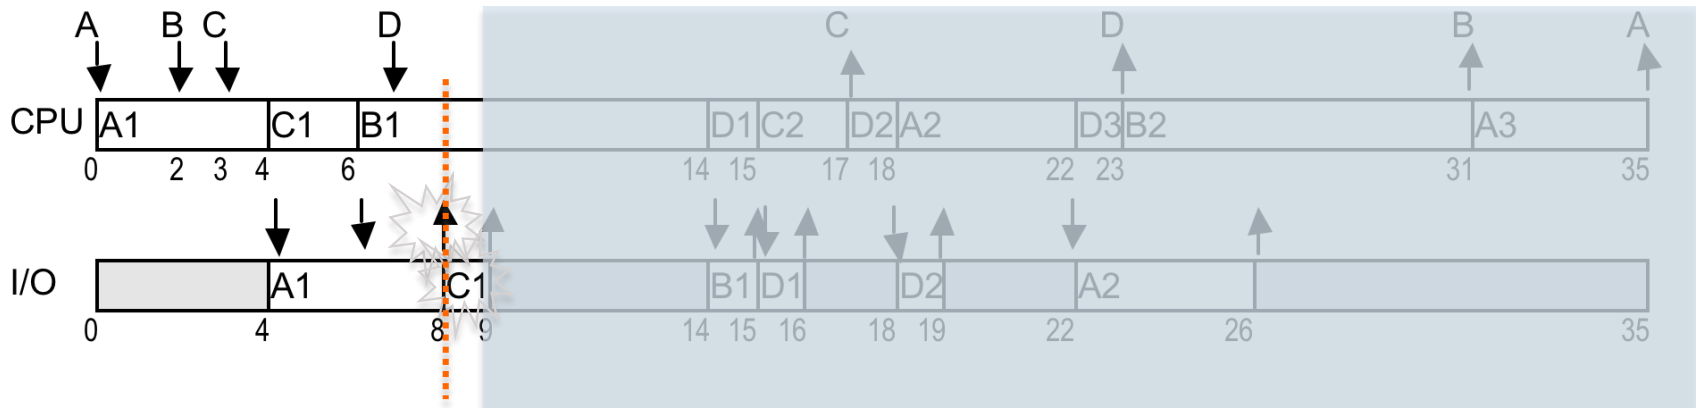 A B C D C D B A
CPU A1 C1 B1 D1 C2 D2 A2 D3 B2 A3
0 2 3 4 6 14 15 17 18 22 23 31 35
I/O A1 C1 B1 D1 D2 A2
0 4 8 9 14 15 16 18 19 22 26 35